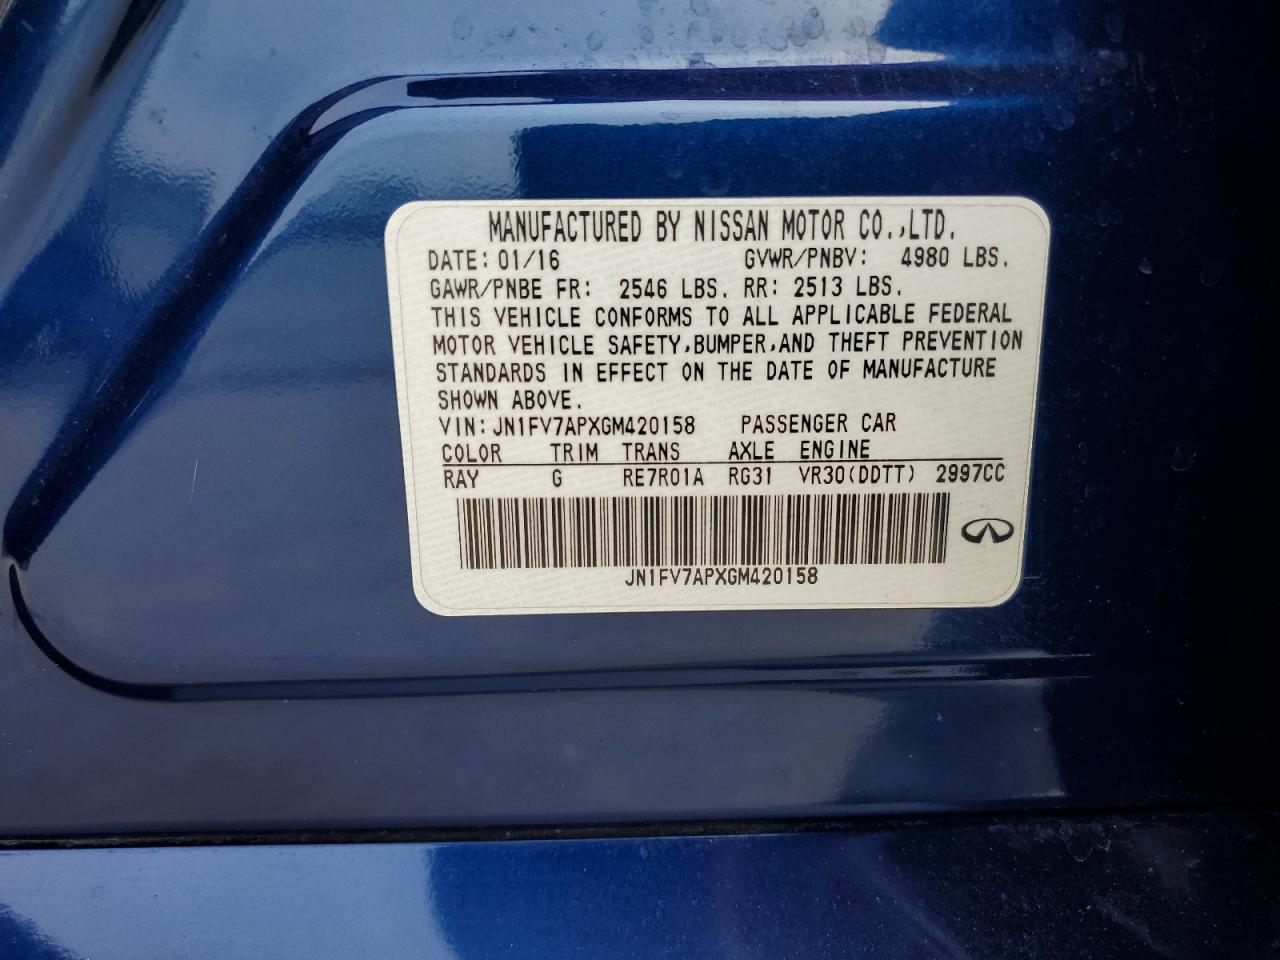 MANUFACTURED BY NISSAN MOTOR CO.,LTD.
DATE: 01/16 GVWR/PNBV: 4980 LBS.
GAWR/PNBE FR: 2546 LBS. RR: 2513 LBS.
THIS VEHICLE CONFORMS TO ALL APPLICABLE FEDERAL
MOTOR VEHICLE SAFETY,BUMPER,AND THEFT PREVENTION
STANDARDS IN EFFECT ON THE DATE OF MANUFACTURE
SHOWN ABOVE.
VIN: JN1FV7APXGM420158 PASSENGER CAR
COLOR TRIM TRANS AXLE ENGINE
RAY G RE7R01A RG31 VR30(DDTT) 2997CC
JN1FV7APXGM420158